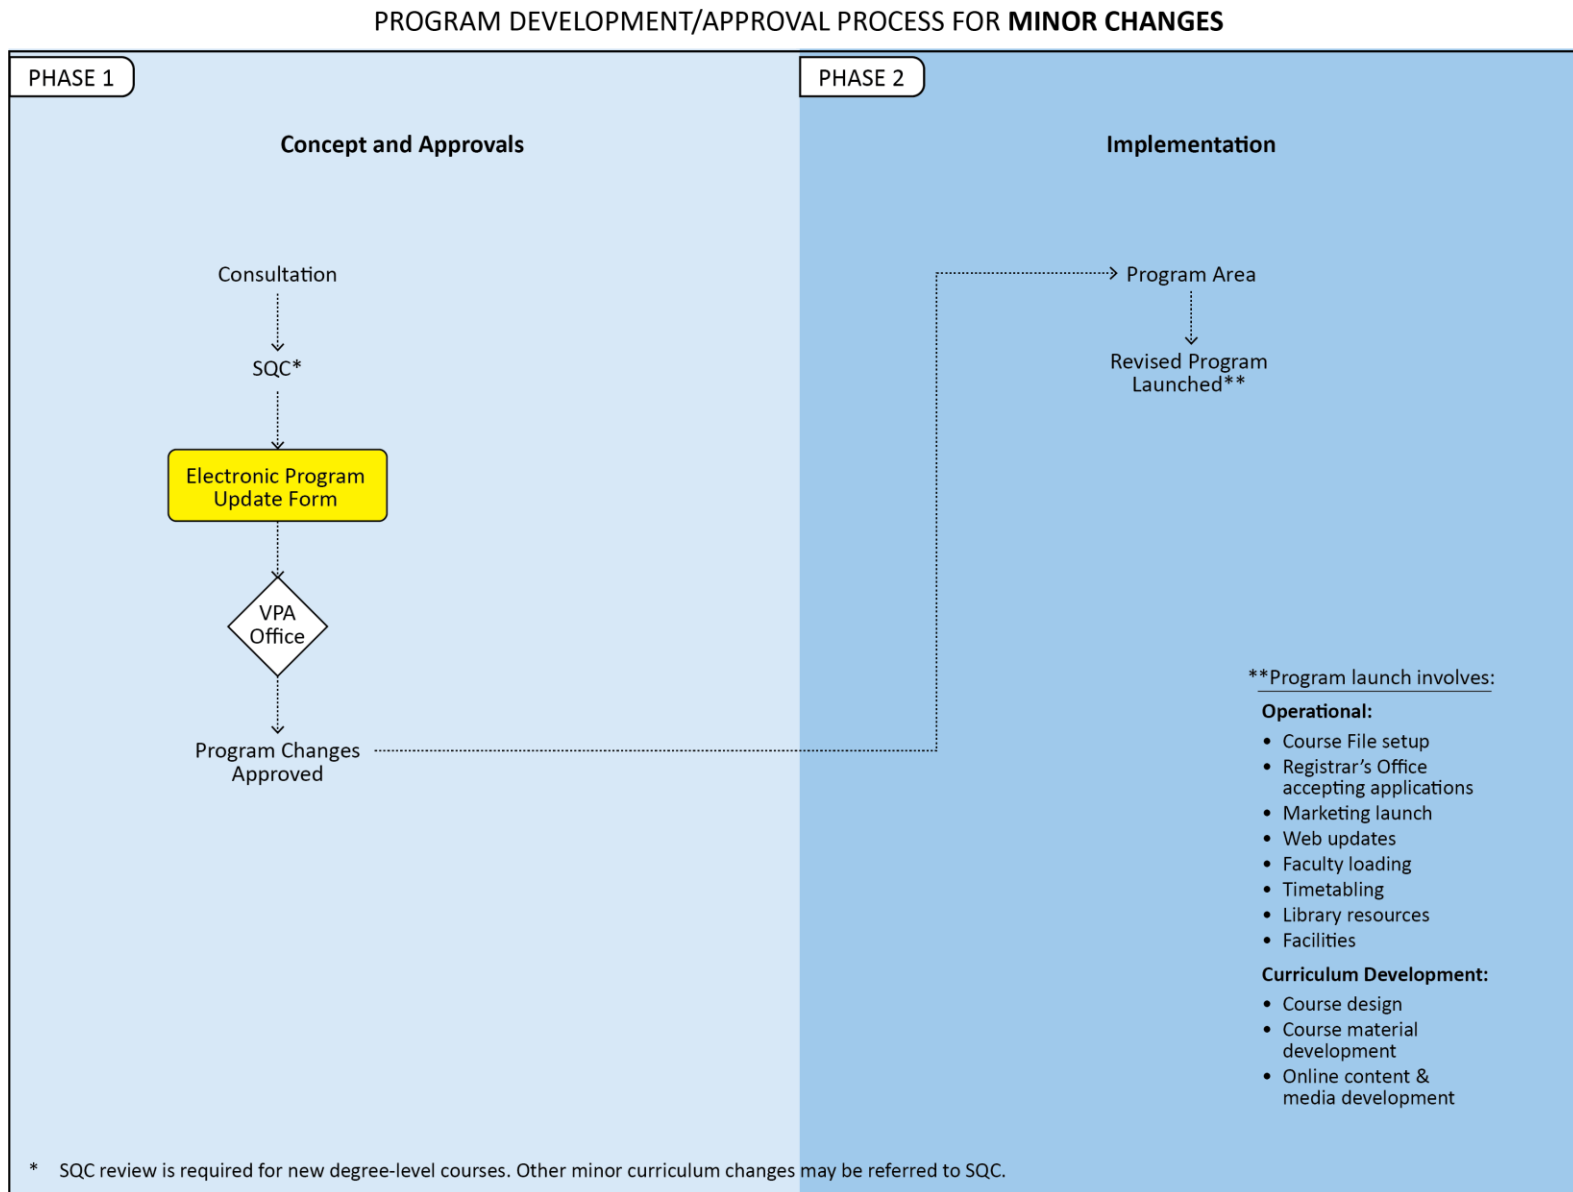 PROGRAM DEVELOPMENT/APPROVAL PROCESS FOR MINOR CHANGES
PHASE 1
Concept and Approvals
Consultation
SQC*
Electronic Program
Update Form
VPA
Office
Program Changes
Approved
PHASE 2
Implementation
Program Area
Revised Program
Launched**
**Program launch involves:
Operational:
• Course File setup
• Registrar’s Office
accepting applications
• Marketing launch
• Web updates
• Faculty loading
• Timetabling
• Library resources
• Facilities
Curriculum Development:
• Course design
• Course material
development
• Online content &
media development
* SQC review is required for new degree-level courses. Other minor curriculum changes may be referred to SQC.